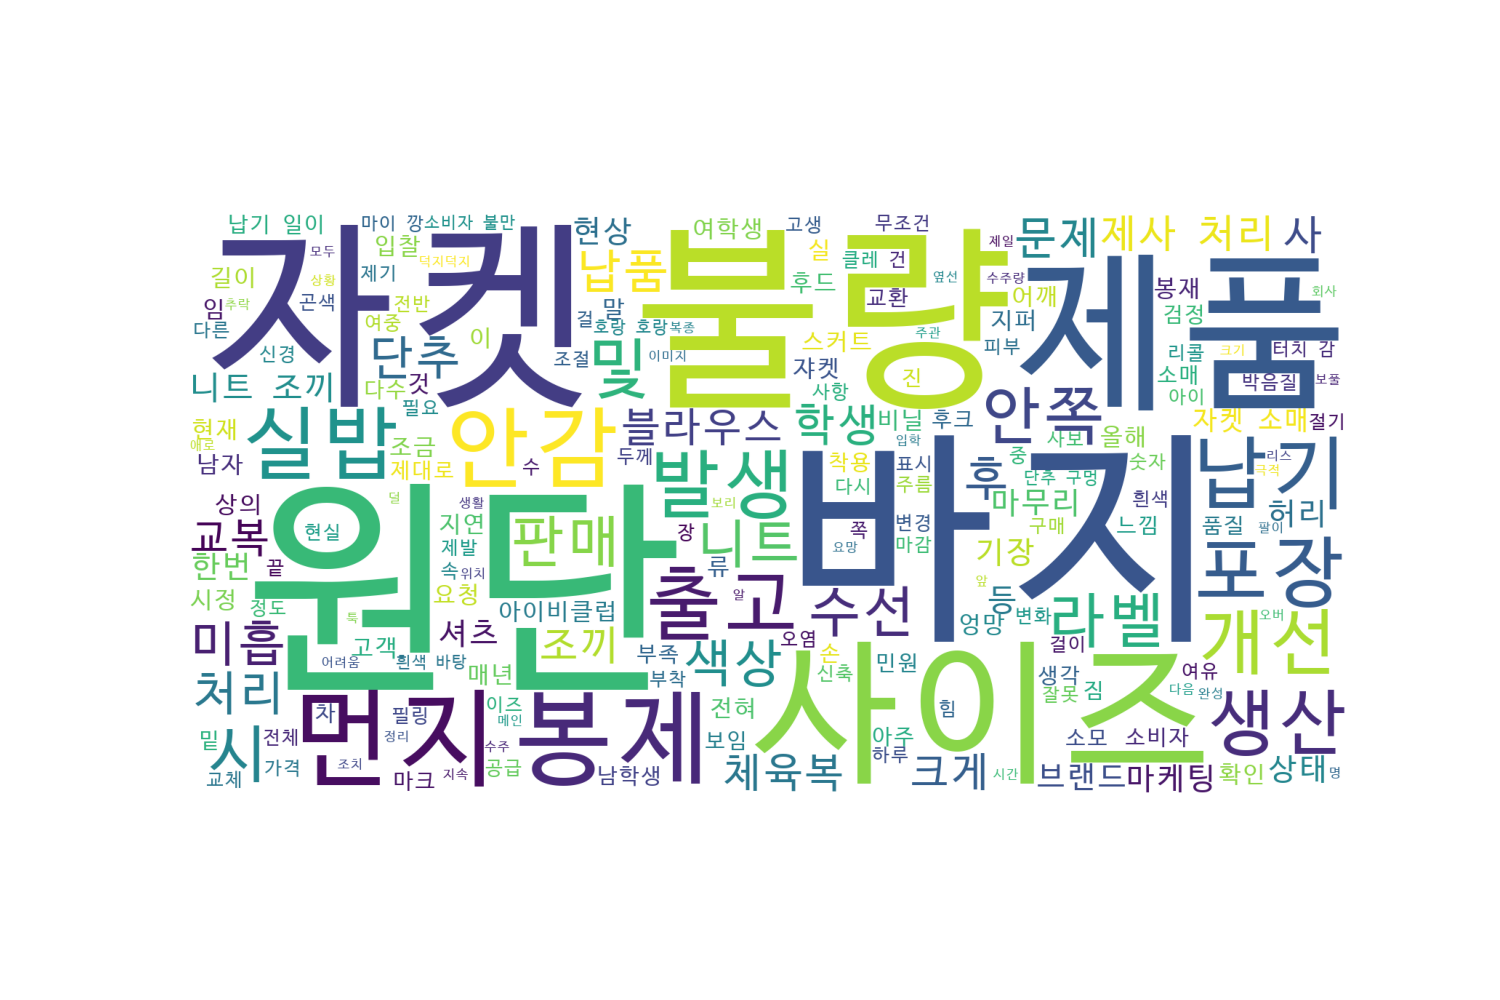 납기 일이
마이 깡
소비자 불만
현상
여학생
고생
무조건
제일
문제
제사 처리
사
모두
입찰
덕지덕지
납품
실
클레
건
옆선
길이
상황
제기
후드
수주량
봉재
회사
임
추락
곤색
전반
말
교환
어깨
검정
다른
여중
걸
호랑 호랑
복종
주관
지퍼
자켓
불량
제품
신경
단추
이
조절
및
이미지
스커트
쟈켓
피부
리콜
크기
터치 감
니트 조끼
다수
것
사항
진
소매
박음질
보풀
필요
아이
현재
실밥
조금
안감
블라우스
학생
비닐
후크
안쪽
사보
올해
자켓 소매
절기
애로
남자
제대로
수
두께
임학
착용
표시
중
숫자
리스
상의
덜
생활
발생
보리
다시
주름
후
단추 구멍
흰색
극적
납기
교복
현실
지연
판매
장
니트
변경
쪽
바지
마무리
구매
느낌
품질
허리
팔이
한번
끝
원단
제발
속
위치
류
요망
마감
기장
앞
포장
시정
정도
툭
요청
아이비클럽
출고
알
수선
등
변화
라벨
오버
미흡
고객
셔츠
조끼
오염
엉망
걸이
개선
어려움
흰색 바탕
매년
부족
부착
색상
손
신축
민원
사이즈
생각
여유
처리
먼지
봉제
잘못
짐
다음
완성
차
필링
이즈
메인
전혀
힘
생산
밑
시
전체
정리
수주
보임
아주
소모
소비자
교체
가격
조치
마크
지속
공급
남학생
체육복
하루
크게
시간
브랜드
마케팅
확인
상태
명